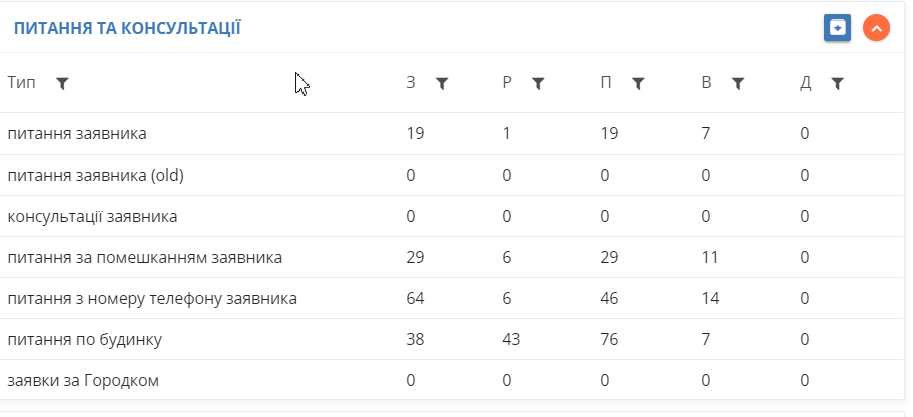 ПИТАННЯ ТА КОНСУЛЬТАЦІЇ
Тип З Р П В Д
питання заявника 19 1 19 7 0
питання заявника (old) 0 0 0 0 0
консультації заявника 0 0 0 0 0
питання за помешканням заявника 29 6 29 11 0
питання з номеру телефону заявника 64 6 46 14 0
питання по будинку 38 43 76 7 0
заявки за Городком 0 0 0 0 0